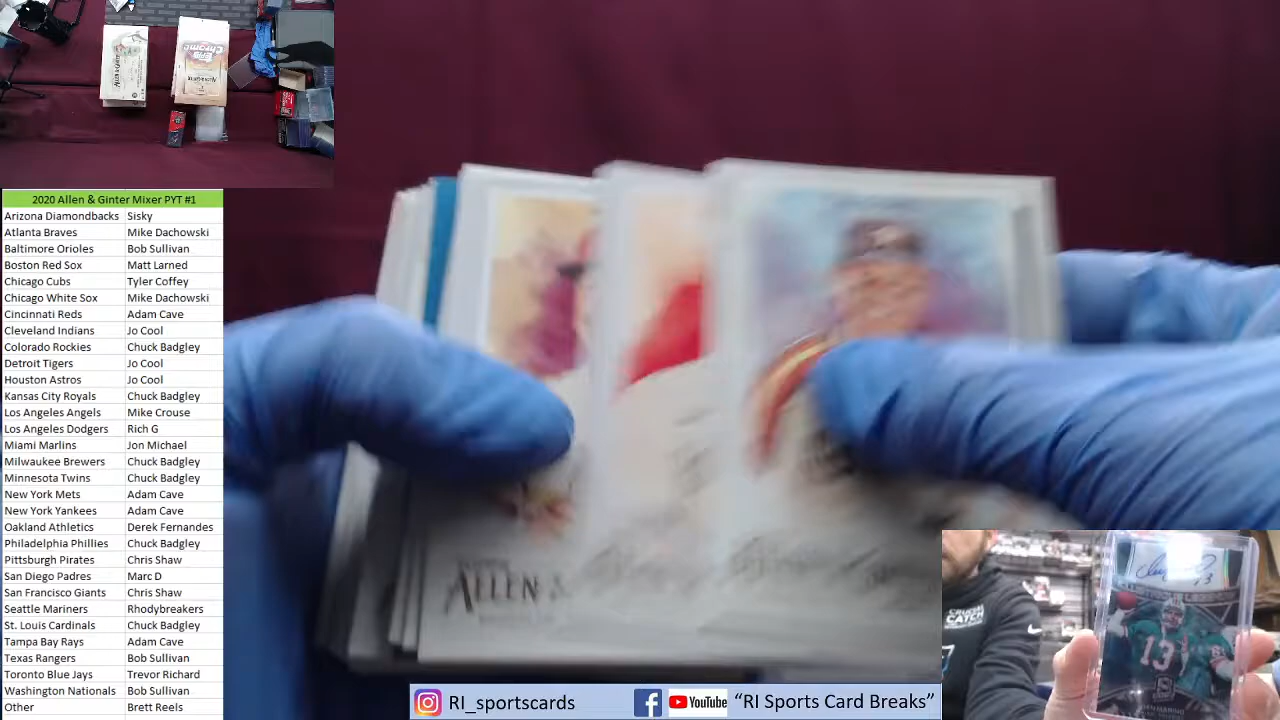 2020 Allen & Ginter Mixer PYT #1
Arizona Diamondbacks Sisky
Atlanta Braves Mike Dachowski
Baltimore Orioles Bob Sullivan
Boston Red Sox Matt Larned
Chicago Cubs Tyler Coffey
Chicago White Sox Mike Dachowski
Cincinnati Reds Adam Cave
Cleveland Indians Jo Cool
Colorado Rockies Chuck Badgley
Detroit Tigers Jo Cool
Houston Astros Jo Cool
Kansas City Royals Chuck Badgley
Los Angeles Angels Mike Crouse
Los Angeles Dodgers Rich G
Miami Marlins Jon Michael
Milwaukee Brewers Chuck Badgley
Minnesota Twins Chuck Badgley
New York Mets Adam Cave
New York Yankees Adam Cave
Oakland Athletics Derek Fernandes
Philadelphia Phillies Chuck Badgley
Pittsburgh Pirates Chris Shaw
San Diego Padres Marc D
San Francisco Giants Chris Shaw
Seattle Mariners Rhodybreakers
St. Louis Cardinals Chuck Badgley
Tampa Bay Rays Adam Cave
Texas Rangers Bob Sullivan
Toronto Blue Jays Trevor Richard
Washington Nationals Bob Sullivan
Other Brett Reels
ALLEN &
CRUCIAL
CATCH
13
RI_sportscards
YouTube
"RI Sports Card Breaks"